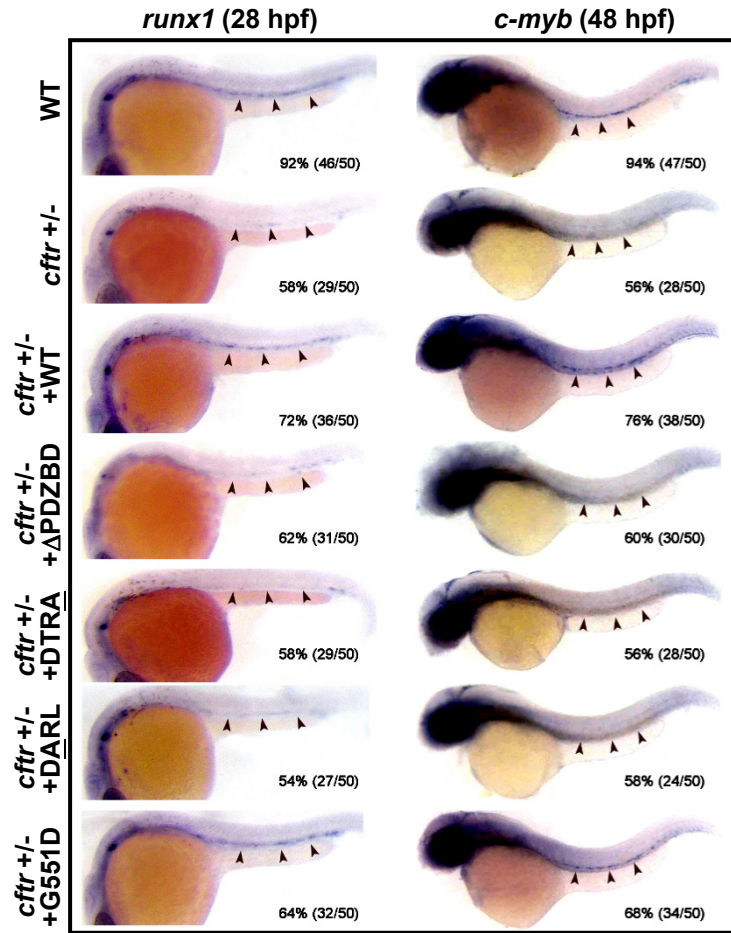 runx1 (28 hpf)
c-myb (48 hpf)
WT
92% (46/50)
94% (47/50)
cftr +/-
58% (29/50)
56% (28/50)
cftr +/-
+WT
72% (36/50)
76% (38/50)
cftr +/-
+ΔPDZBD
62% (31/50)
60% (30/50)
cftr +/-
+DTRA
58% (29/50)
56% (28/50)
cftr +/-
+DARL
54% (27/50)
58% (24/50)
cftr +/-
+G551D
64% (32/50)
68% (34/50)